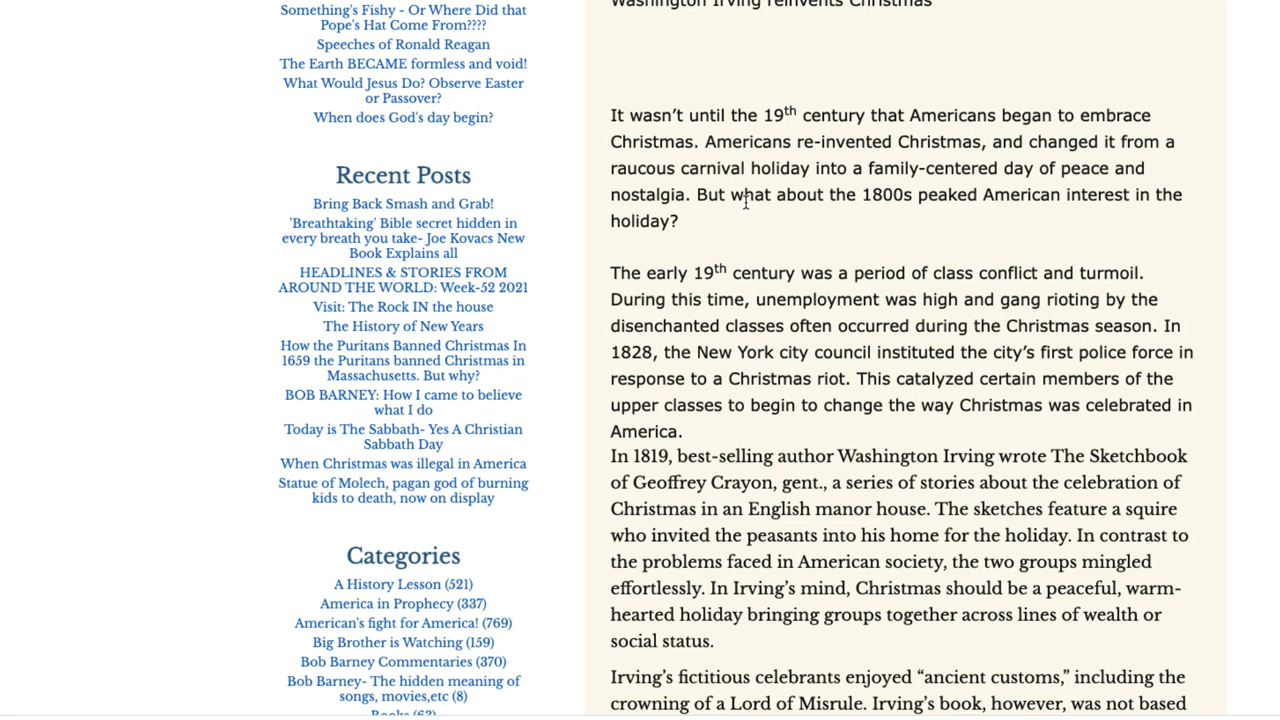 Something's Fishy - Or Where Did that
Pope's Hat Come From????
Speeches of Ronald Reagan
The Earth BECAME formless and void!
What Would Jesus Do? Observe Easter
or Passover?
When does God's day begin?
Recent Posts
Bring Back Smash and Grab!
'Breathtaking' Bible secret hidden in
every breath you take- Joe Kovacs New
Book Explains all
HEADLINES & STORIES FROM
AROUND THE WORLD: Week-52 2021
Visit: The Rock IN the house
The History of New Years
How the Puritans Banned Christmas In
1659 the Puritans banned Christmas in
Massachusetts. But why?
BOB BARNEY: How I came to believe
what I do
Today is The Sabbath- Yes A Christian
Sabbath Day
When Christmas was illegal in America
Statue of Molech, pagan god of burning
kids to death, now on display
Categories
A History Lesson (521)
America in Prophecy (337)
American's fight for America! (769)
Big Brother is Watching (159)
Bob Barney Commentaries (370)
Bob Barney- The hidden meaning of
songs, movies,etc (8)
Books (63)
Washington Irving reinvents Christmas
It wasn’t until the 19th century that Americans began to embrace
Christmas. Americans re-invented Christmas, and changed it from a
raucous carnival holiday into a family-centered day of peace and
nostalgia. But what about the 1800s peaked American interest in the
holiday?
The early 19th century was a period of class conflict and turmoil.
During this time, unemployment was high and gang rioting by the
disenchanted classes often occurred during the Christmas season. In
1828, the New York city council instituted the city’s first police force in
response to a Christmas riot. This catalyzed certain members of the
upper classes to begin to change the way Christmas was celebrated in
America.
In 1819, best-selling author Washington Irving wrote The Sketchbook
of Geoffrey Crayon, gent., a series of stories about the celebration of
Christmas in an English manor house. The sketches feature a squire
who invited the peasants into his home for the holiday. In contrast to
the problems faced in American society, the two groups mingled
effortlessly. In Irving’s mind, Christmas should be a peaceful, warm-
hearted holiday bringing groups together across lines of wealth or
social status.
Irving’s fictitious celebrants enjoyed “ancient customs,” including the
crowning of a Lord of Misrule. Irving’s book, however, was not based